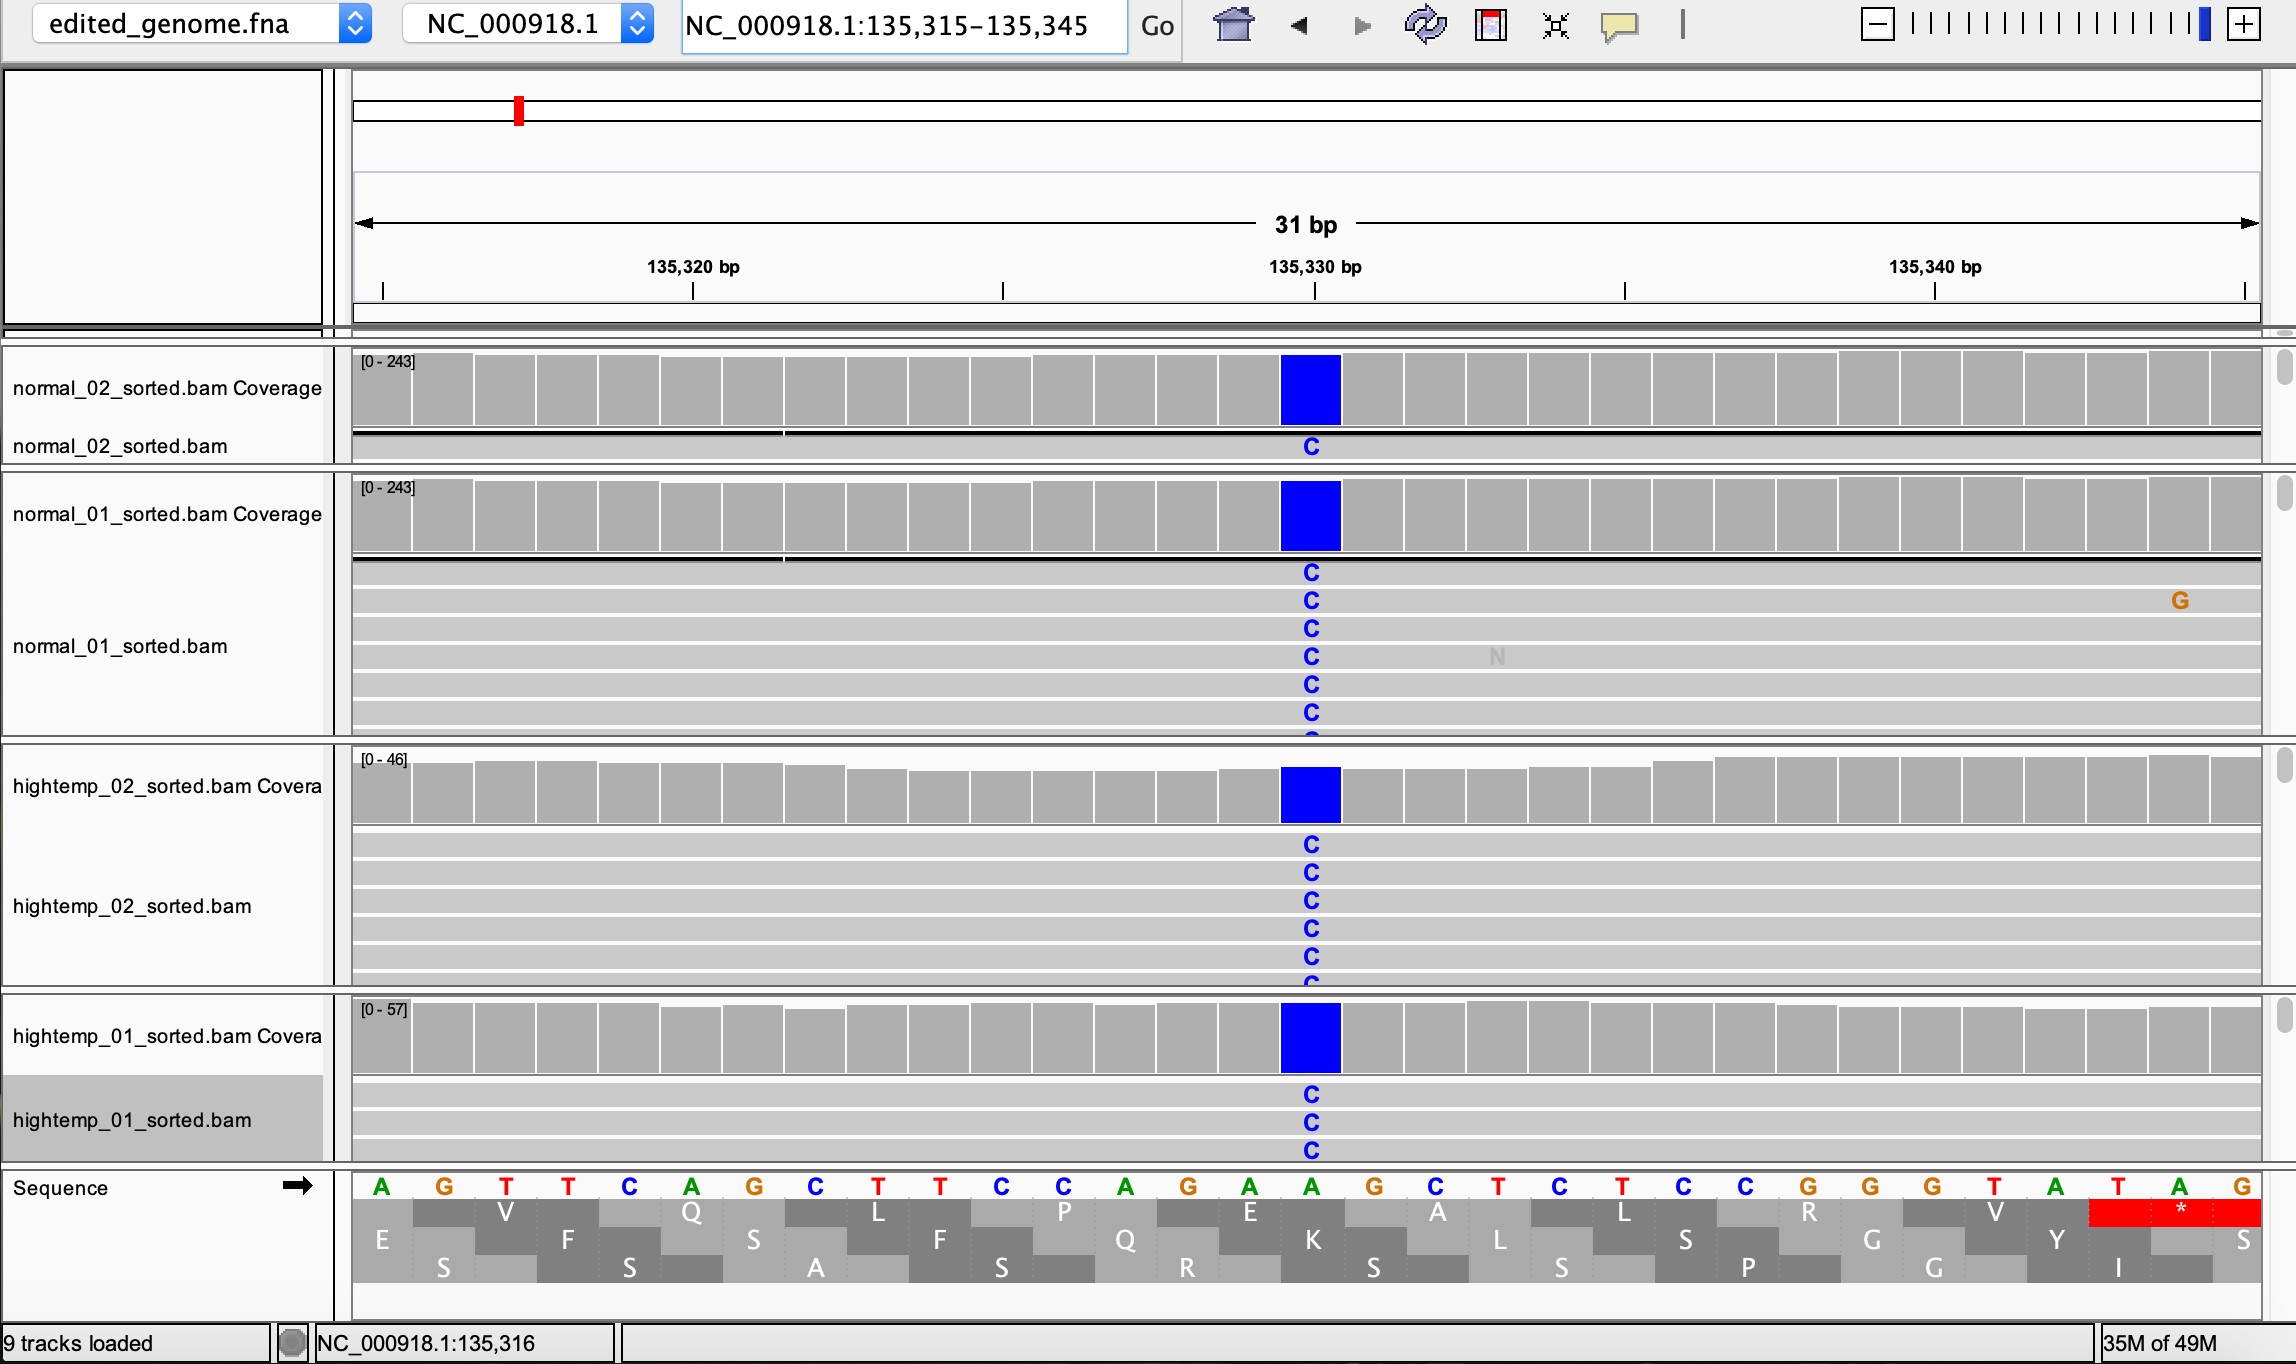 edited_genome.fna NC_000918.1 NC_000918.1:135,315-135,345 Go
31 bp
135,320 bp 135,330 bp 135,340 bp
[0 - 243]
normal_02_sorted.bam Coverage
normal_02_sorted.bam C
[0 - 243]
normal_01_sorted.bam Coverage
C
C G
C
normal_01_sorted.bam
C N
C
C
[0 - 46]
hightemp_02_sorted.bam Covera
C
C
C
hightemp_02_sorted.bam
C
C
C
[0 - 57]
hightemp_01_sorted.bam Covera
C
hightemp_01_sorted.bam C
C
Sequence A G T T C A G C T T C C A G A A G C T C T C C G G G T A T A G
V Q L P E A L R V *
E F S F Q K L S G Y S
S S A S R S S P G I
9 tracks loaded NC_000918.1:135,316 35M of 49M